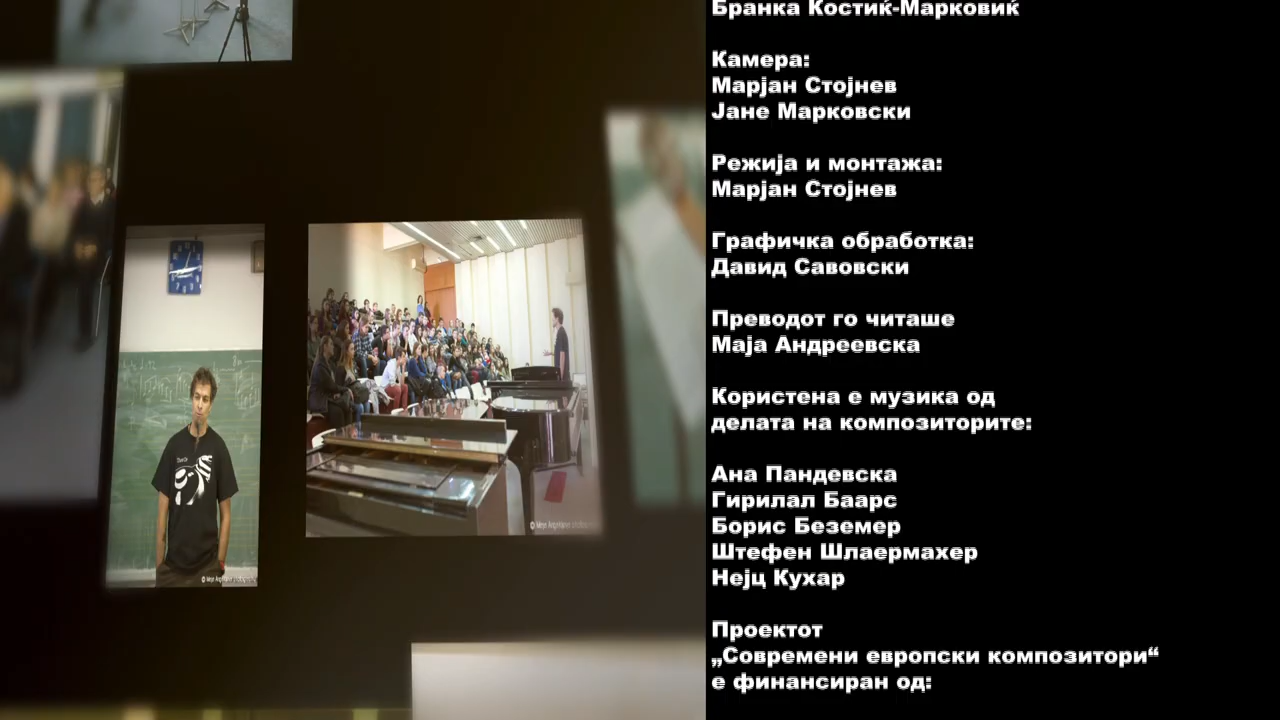 Бранка Костиќ-Марковиќ
Камера:
Марјан Стојнев
Јане Марковски
Режија и монтажа:
Марјан Стојнев
Графичка обработка:
Давид Савовски
Преводот го читаше
Маја Андреевска
Користена е музика од
делата на композиторите:
Ана Пандевска
Гирилал Баарс
Борис Беземер
Штефен Шлаермахер
Нејц Кухар
Проектот
„Современи европски композитори“
е финансиран од: